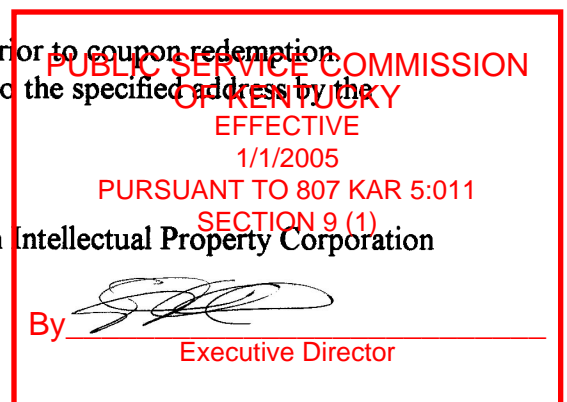 rior to coupon redemption.
PUBLIC SERVICE COMMISSION
o the specified address by the
OF KENTUCKY
EFFECTIVE
1/1/2005
PURSUANT TO 807 KAR 5:011
SECTION 9 (1)
Intellectual Property Corporation
By
Executive Director